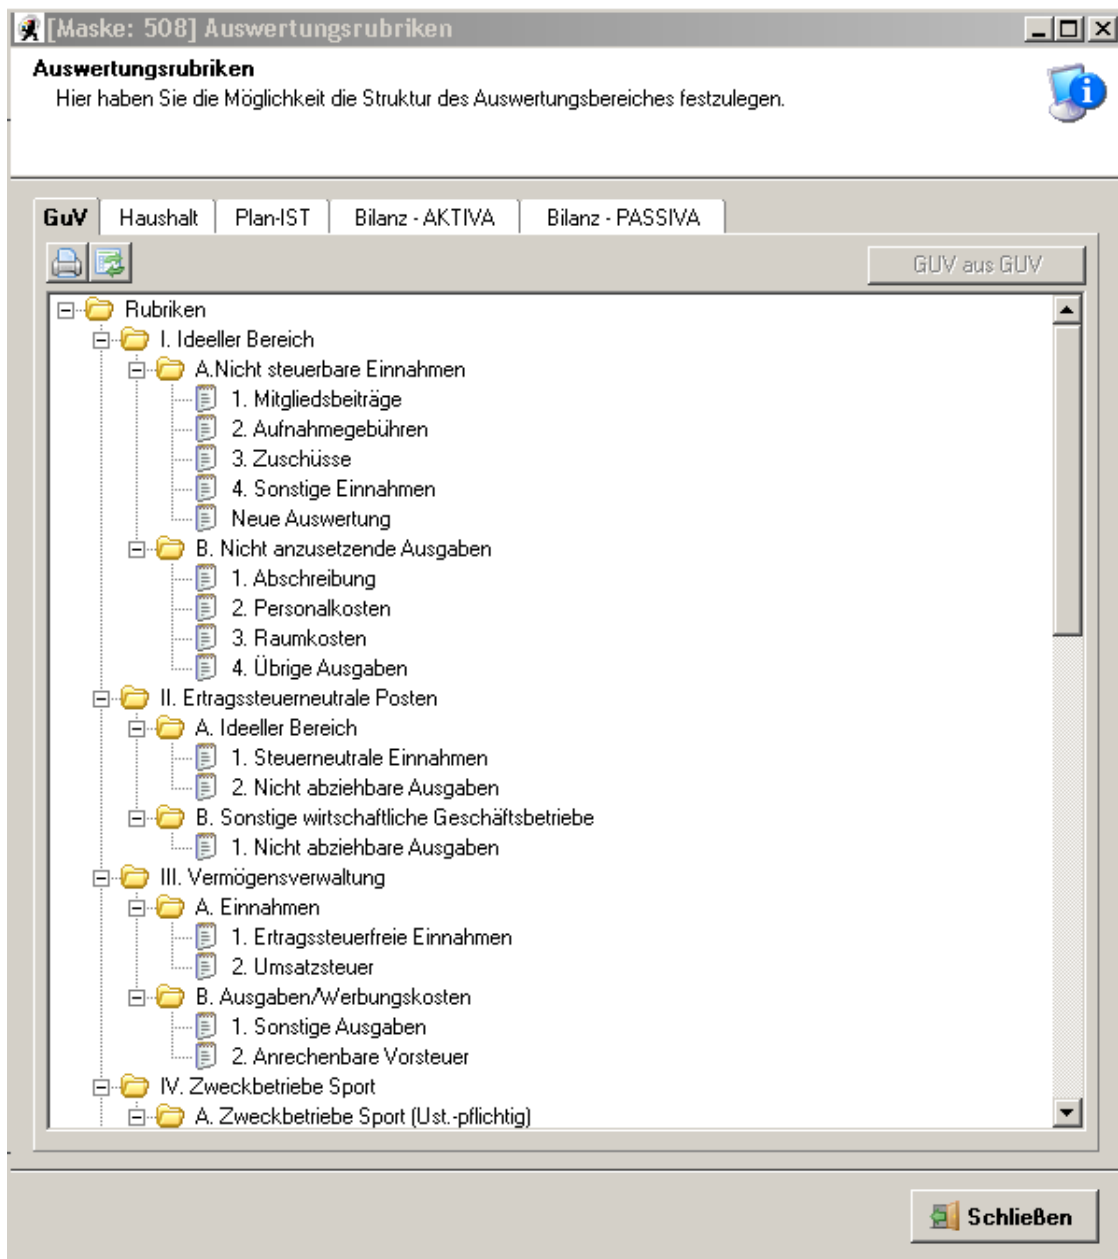 [Maske: 508] Auswertungsrubriken
Auswertungsrubriken
Hier haben Sie die Möglichkeit die Struktur des Auswertungsbereiches festzulegen.
GuV Haushalt Plan-IST Bilanz - AKTIVA Bilanz - PASSIVA
GUV aus GUV
Rubriken
I. Ideeller Bereich
A.Nicht steuerbare Einnahmen
1. Mitgliedsbeiträge
2. Aufnahmegebühren
3. Zuschüsse
4. Sonstige Einnahmen
Neue Auswertung
B. Nicht anzusetzende Ausgaben
1. Abschreibung
2. Personalkosten
3. Raumkosten
4. Übrige Ausgaben
II. Ertragssteuerneutrale Posten
A. Ideeller Bereich
1. Steuerneutrale Einnahmen
2. Nicht abziehbare Ausgaben
B. Sonstige wirtschaftliche Geschäftsbetriebe
1. Nicht abziehbare Ausgaben
III. Vermögensverwaltung
A. Einnahmen
1. Ertragssteuerfreie Einnahmen
2. Umsatzsteuer
B. Ausgaben/Werbungskosten
1. Sonstige Ausgaben
2. Anrechenbare Vorsteuer
IV. Zweckbetriebe Sport
A. Zweckbetriebe Sport (Ust.-pflichtig)
Schließen